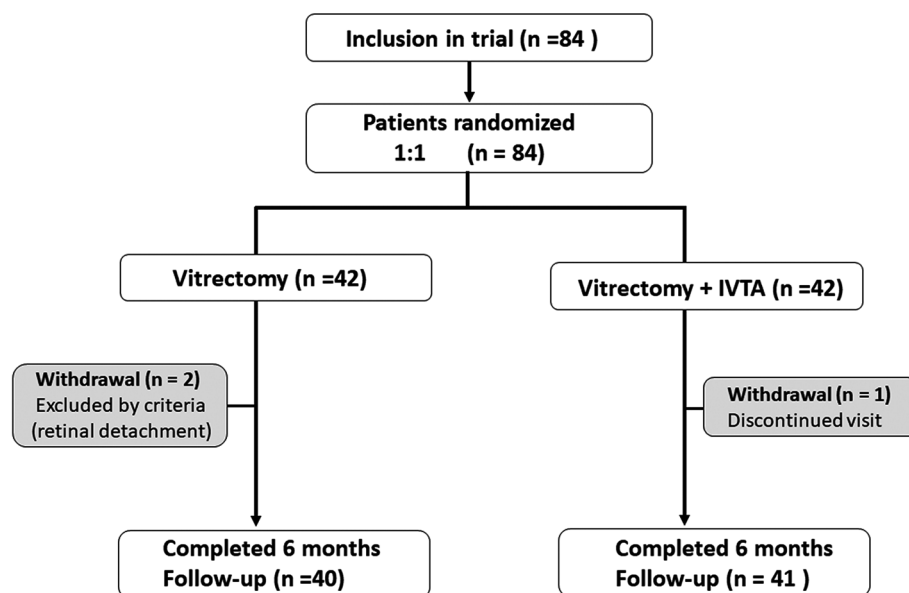 Inclusion in trial (n =84 )
Patients randomized
1:1 (n = 84)
Vitrectomy (n =42)
Vitrectomy + IVTA (n =42)
Withdrawal (n = 2)
Excluded by criteria
(retinal detachment)
Withdrawal (n = 1)
Discontinued visit
Completed 6 months
Follow-up (n =40)
Completed 6 months
Follow-up (n = 41 )